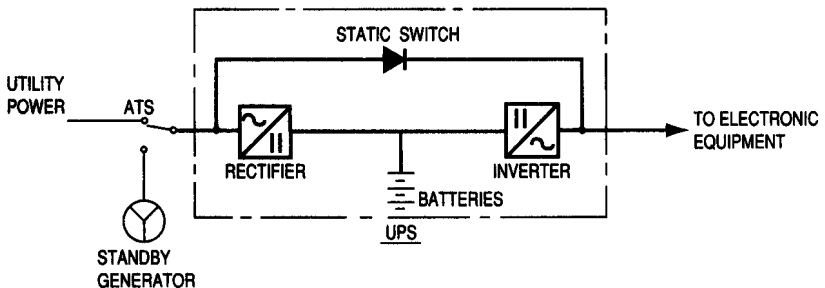 STATIC SWITCH
UTILITY
POWER
ATS
TO ELECTRONIC
EQUIPMENT
RECTIFIER
INVERTER
BATTERIES
UPS
STANDBY
GENERATOR